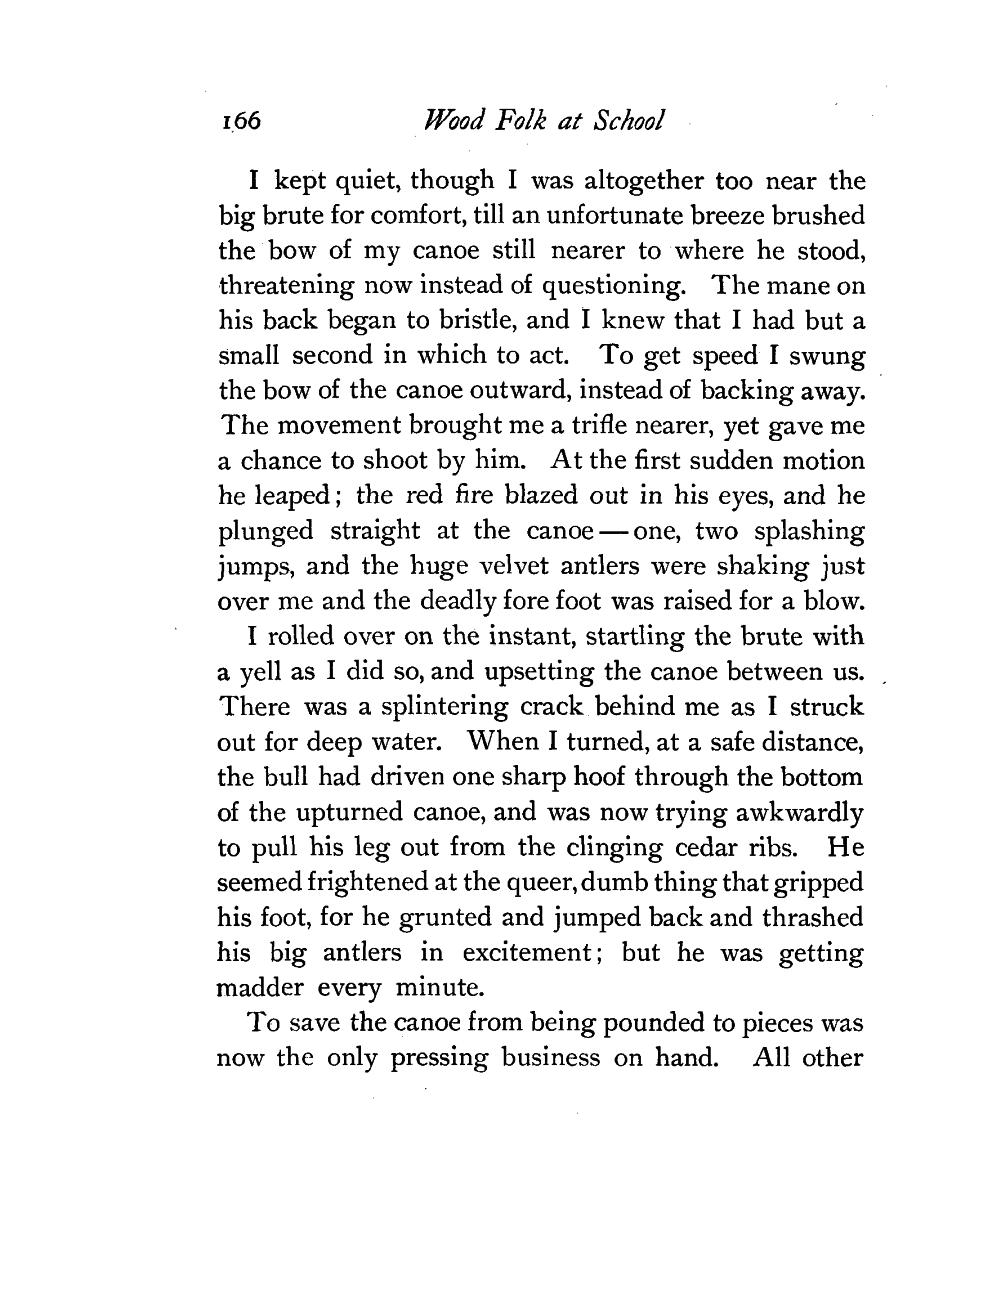 166 Wood Folk at School
I kept quiet, though I was altogether too near the
big brute for comfort, till an unfortunate breeze brushed
the bow of my canoe still nearer to where he stood,
threatening now instead of questioning. The mane on
his back began to bristle, and I knew that I had but a
small second in which to act. To get speed I swung
the bow of the canoe outward, instead of backing away.
The movement brought me a trifle nearer, yet gave me
a chance to shoot by him. At the first sudden motion
he leaped; the red fire blazed out in his eyes, and he
plunged straight at the canoe — one, two splashing
jumps, and the huge velvet antlers were shaking just
over me and the deadly fore foot was raised for a blow.
I rolled over on the instant, startling the brute with
a yell as I did so, and upsetting the canoe between us.
There was a splintering crack behind me as I struck
out for deep water. When I turned, at a safe distance,
the bull had driven one sharp hoof through the bottom
of the upturned canoe, and was now trying awkwardly
to pull his leg out from the clinging cedar ribs. He
seemed frightened at the queer, dumb thing that gripped
his foot, for he grunted and jumped back and thrashed
his big antlers in excitement; but he was getting
madder every minute.
To save the canoe from being pounded to pieces was
now the only pressing business on hand. All other